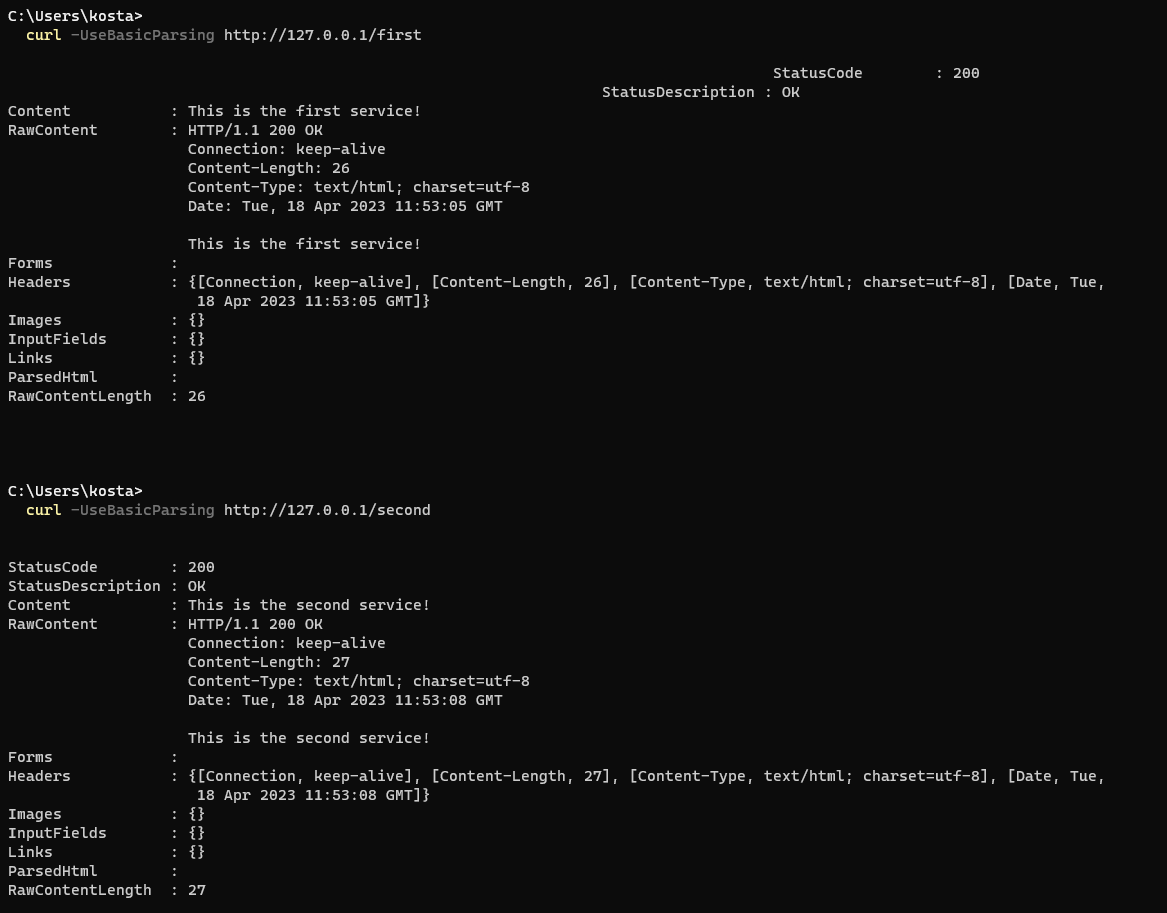 C:\Users\kosta>
curl -UseBasicParsing http://127.0.0.1/first
StatusCode : 200
StatusDescription : OK
Content : This is the first service!
RawContent : HTTP/1.1 200 OK
Connection: keep-alive
Content-Length: 26
Content-Type: text/html; charset=utf-8
Date: Tue, 18 Apr 2023 11:53:05 GMT
This is the first service!
Forms :
Headers : {[Connection, keep-alive], [Content-Length, 26], [Content-Type, text/html; charset=utf-8], [Date, Tue,
18 Apr 2023 11:53:05 GMT]}
Images : {}
InputFields : {}
Links : {}
ParsedHtml :
RawContentLength : 26
C:\Users\kosta>
curl -UseBasicParsing http://127.0.0.1/second
StatusCode : 200
StatusDescription : OK
Content : This is the second service!
RawContent : HTTP/1.1 200 OK
Connection: keep-alive
Content-Length: 27
Content-Type: text/html; charset=utf-8
Date: Tue, 18 Apr 2023 11:53:08 GMT
This is the second service!
Forms :
Headers : {[Connection, keep-alive], [Content-Length, 27], [Content-Type, text/html; charset=utf-8], [Date, Tue,
18 Apr 2023 11:53:08 GMT]}
Images : {}
InputFields : {}
Links : {}
ParsedHtml :
RawContentLength : 27